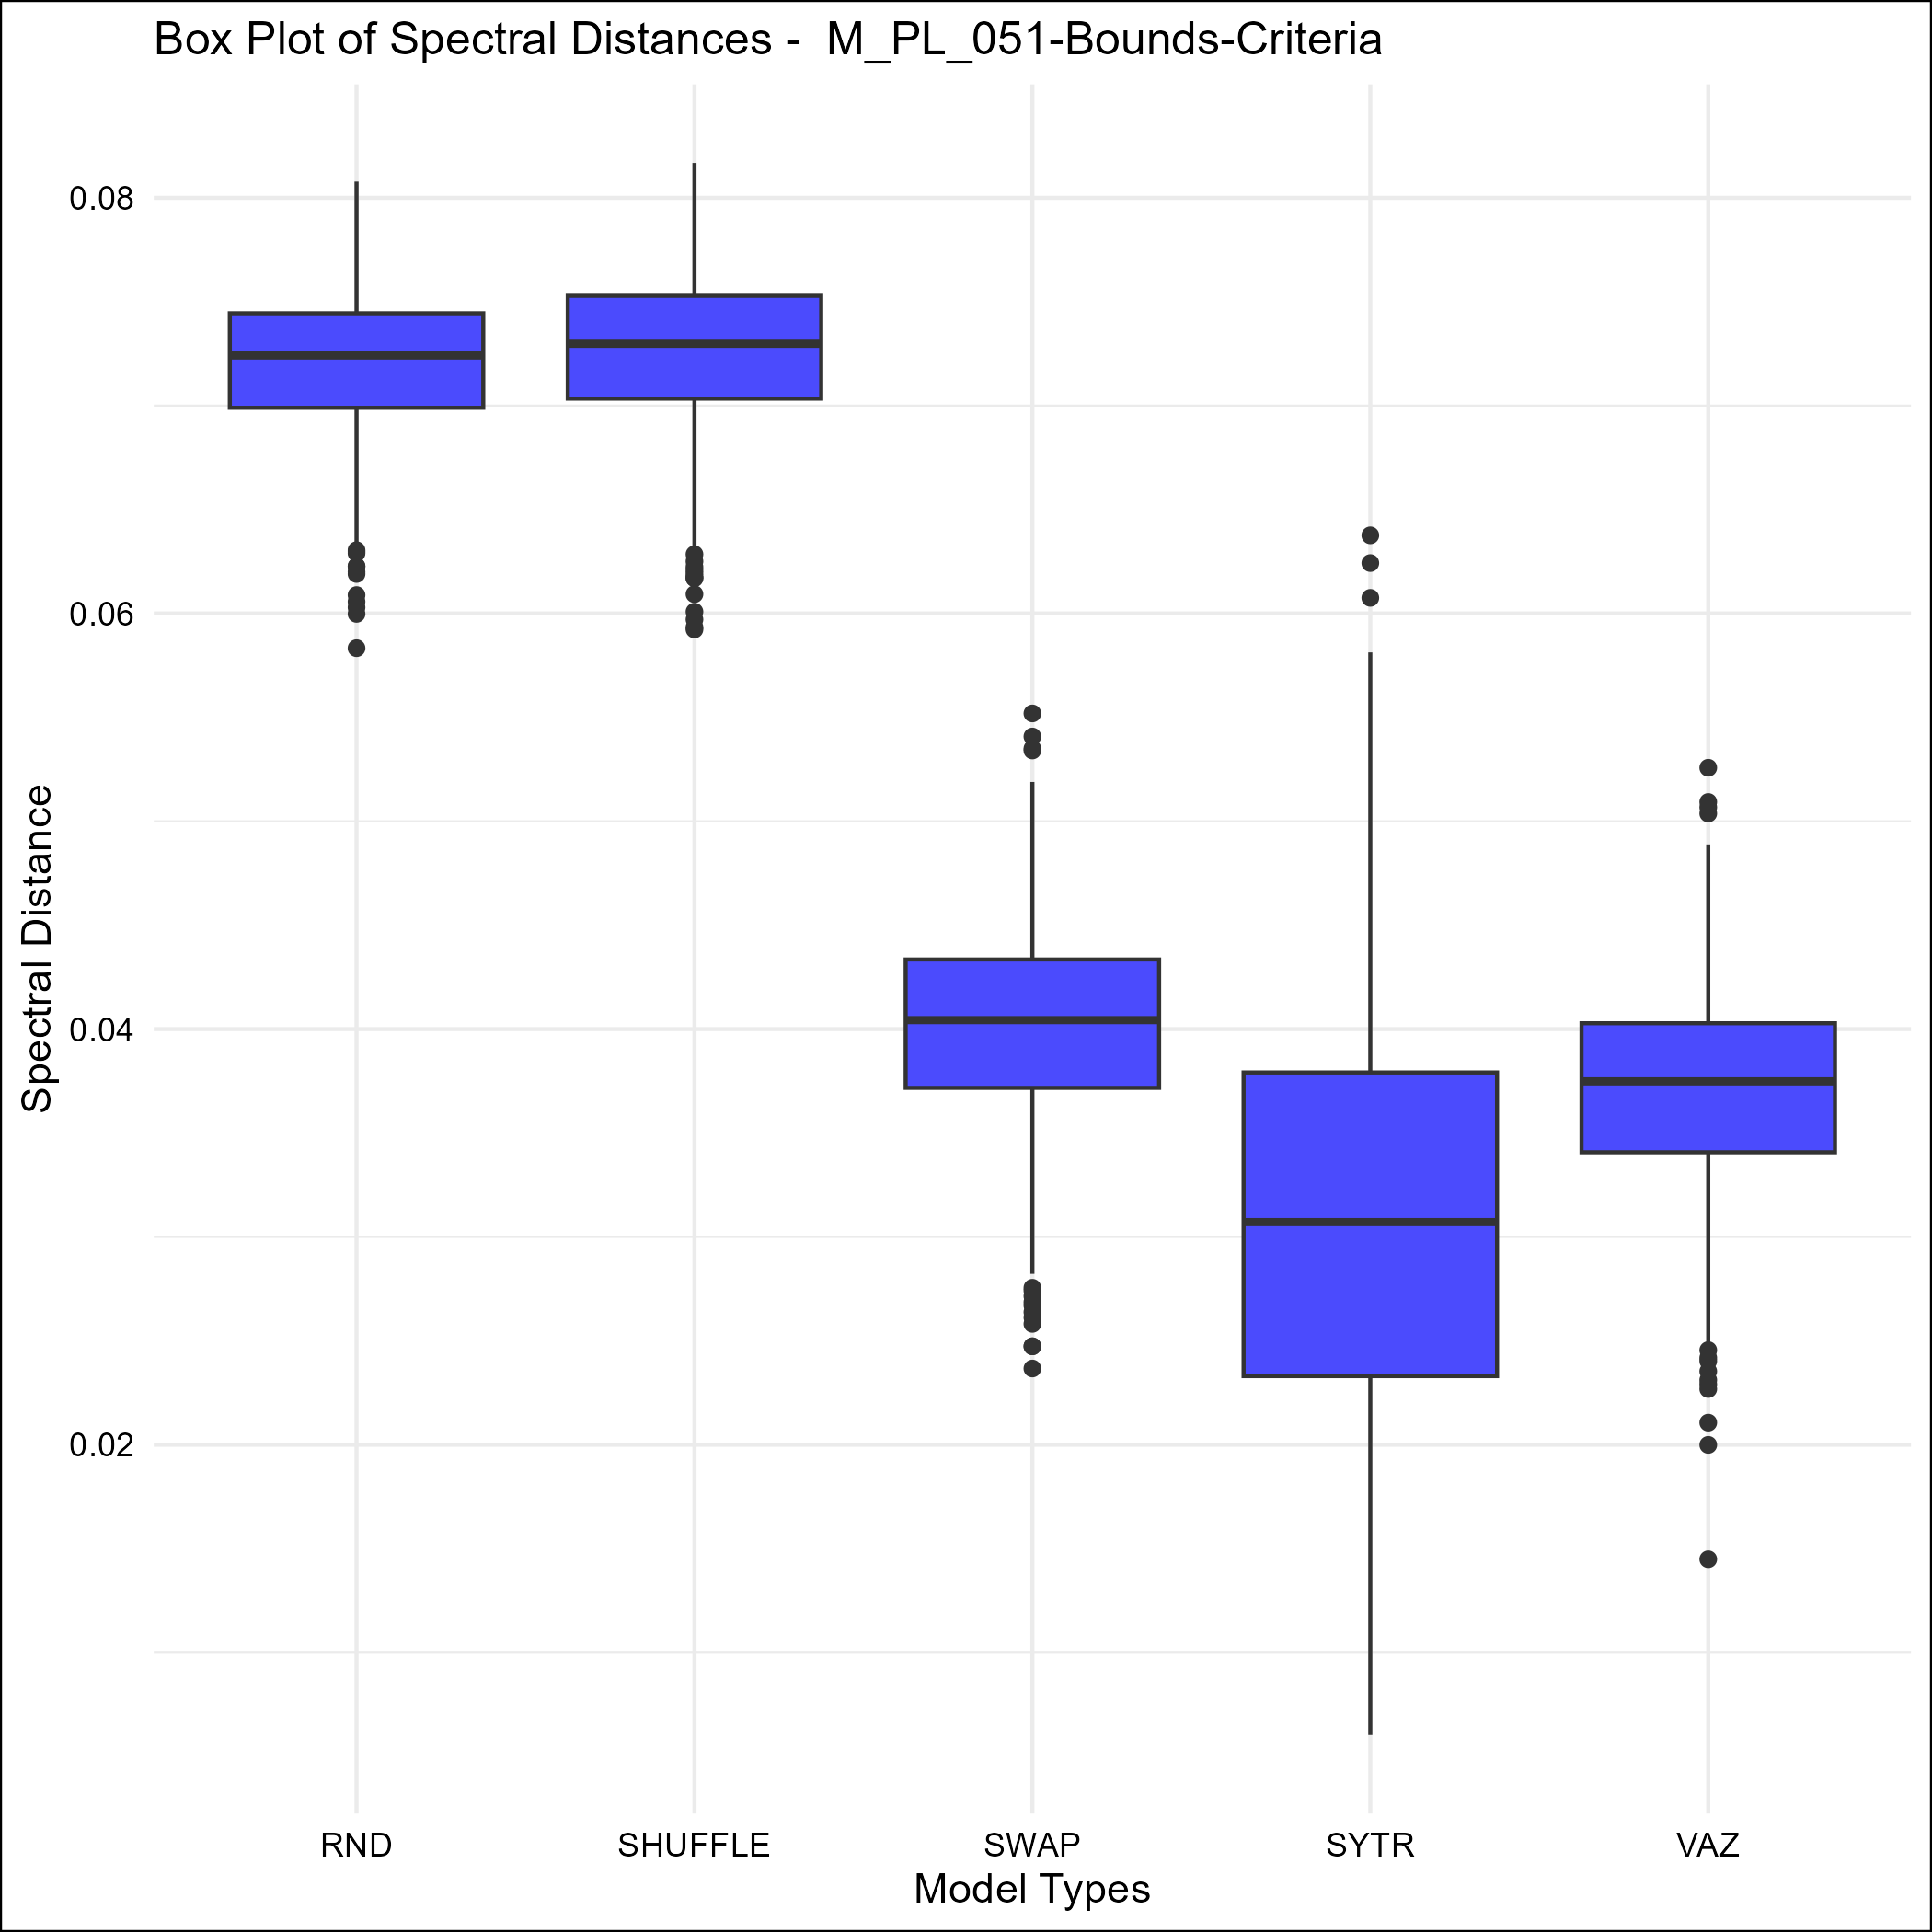 Box Plot of Spectral Distances -  M_PL_051-Bounds-Criteria
Spectral Distance
0.08
0.06
0.04
0.02
RND SHUFFLE SWAP SYTR VAZ
Model Types